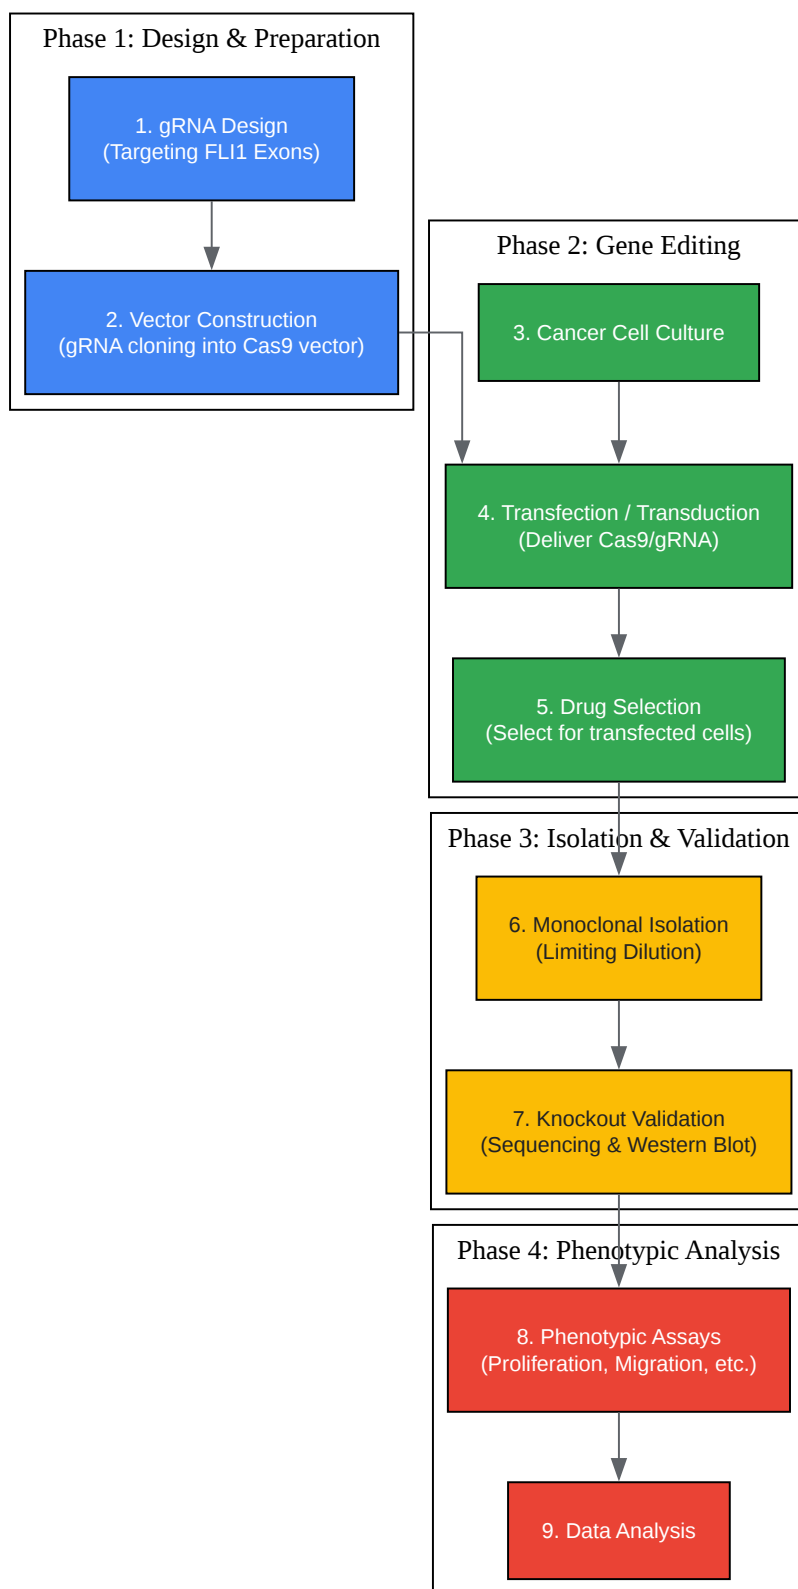 Phase 1: Design & Preparation
1. gRNA Design
(Targeting FLI1 Exons)
2. Vector Construction
(gRNA cloning into Cas9 vector)
Phase 2: Gene Editing
3. Cancer Cell Culture
4. Transfection / Transduction
(Deliver Cas9/gRNA)
5. Drug Selection
(Select for transfected cells)
Phase 3: Isolation & Validation
6. Monoclonal Isolation
(Limiting Dilution)
7. Knockout Validation
(Sequencing & Western Blot)
Phase 4: Phenotypic Analysis
8. Phenotypic Assays
(Proliferation, Migration, etc.)
9. Data Analysis